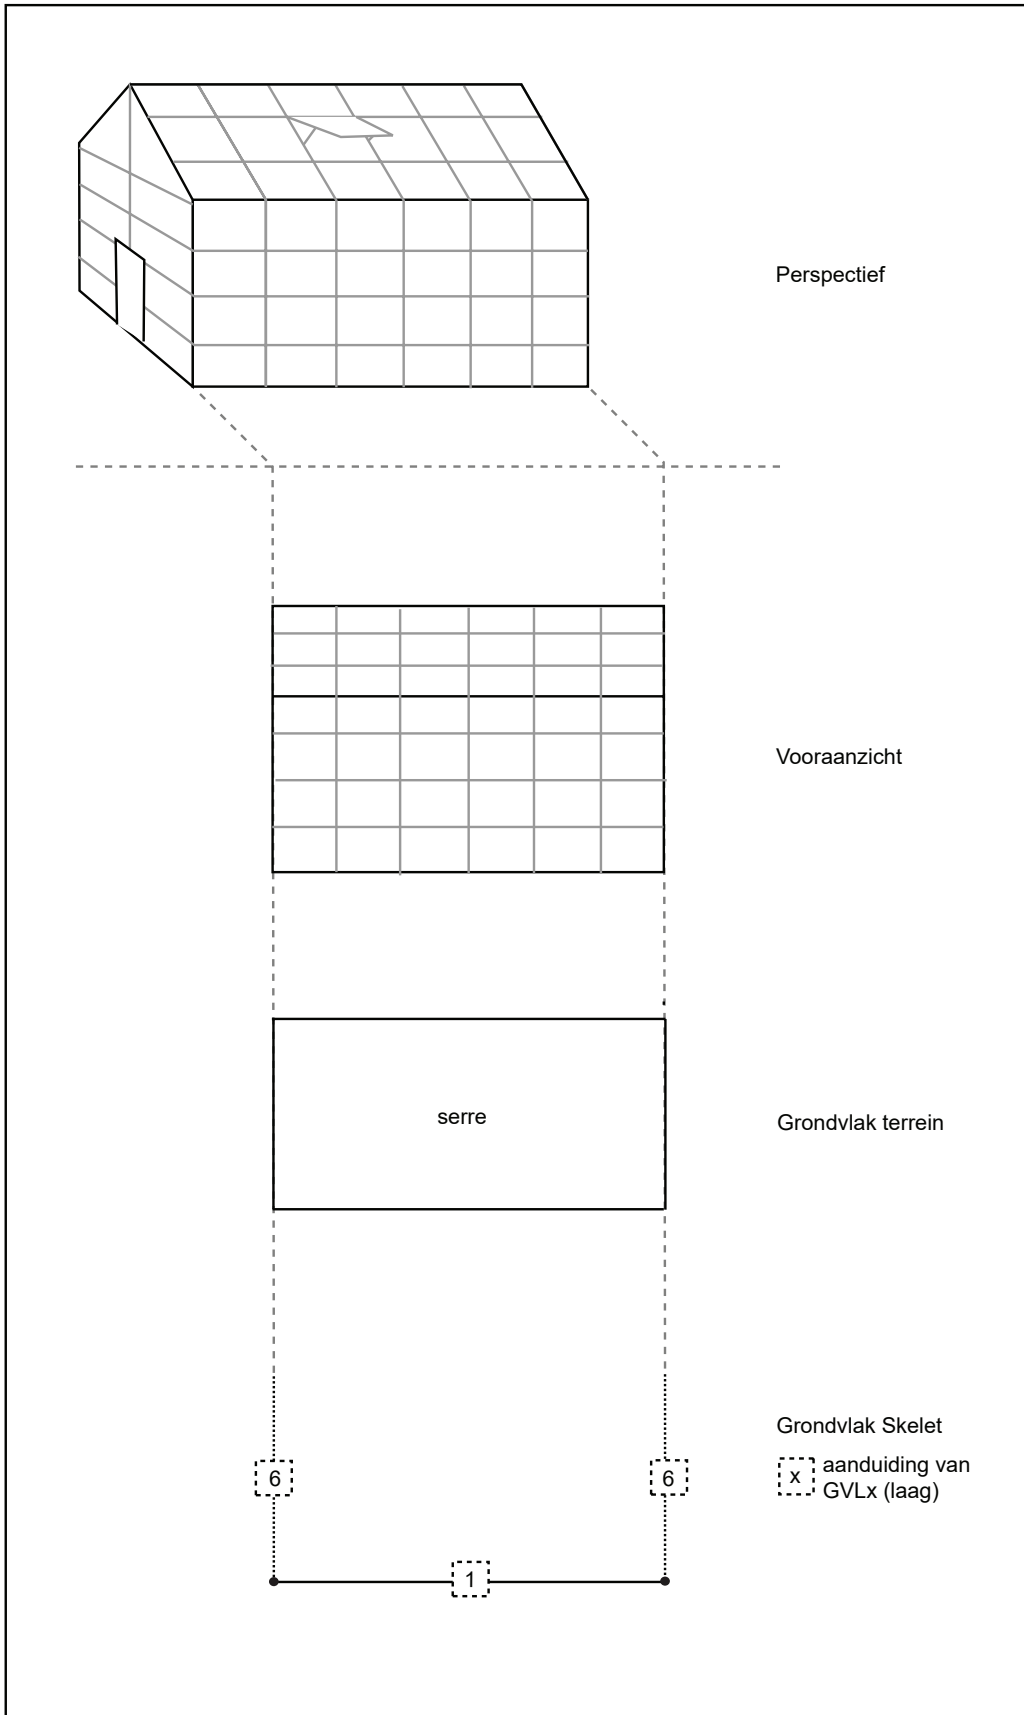 Perspectief
Vooraanzicht
serre
Grondvlak terrein
Grondvlak Skelet
6
6
x
aanduiding van
GVLx (laag)
1